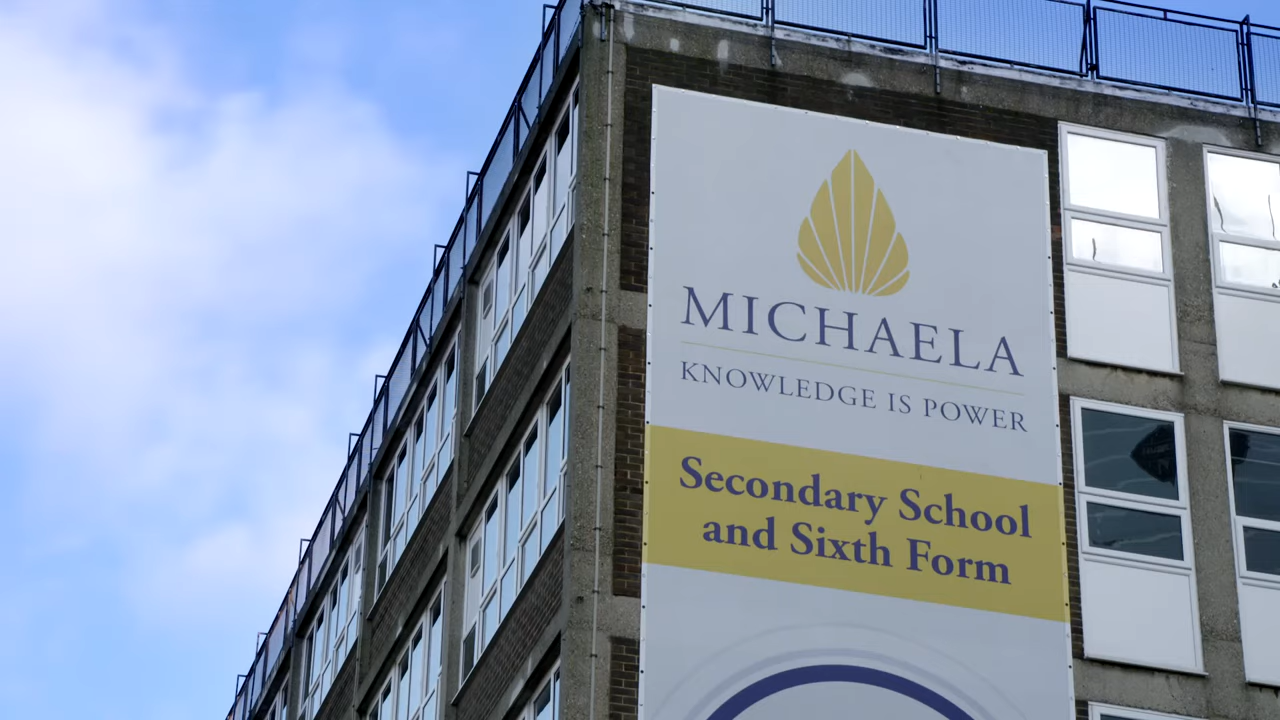 MICHAELA
KNOWLEDGE IS POWER
Secondary School
and Sixth Form